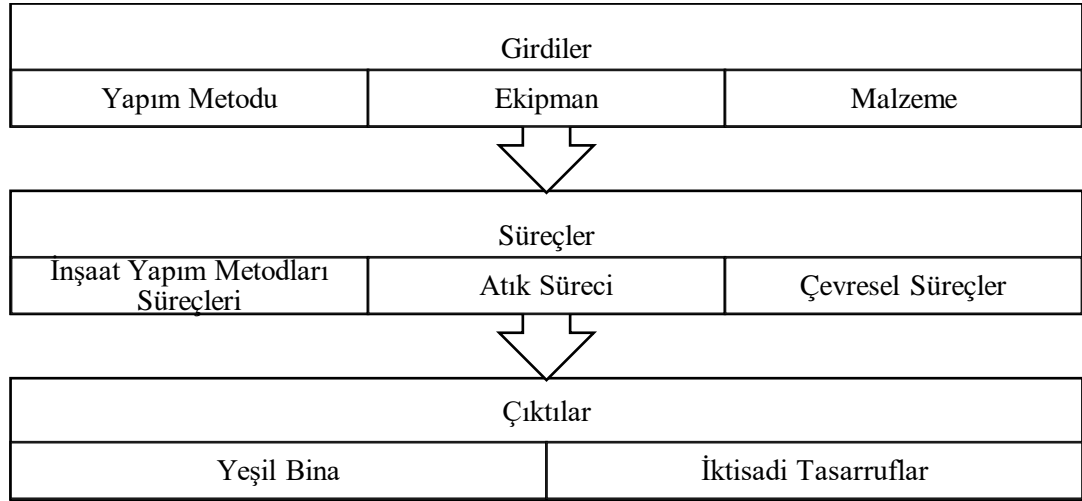 Girdiler
Yapım Metodu
Ekipman
Malzeme
Süreçler
İnşaat Yapım Metodları
Süreçleri
Atık Süreci
Çevresel Süreçler
Çıktılar
Yeşil Bina
İktisadi Tasarruflar